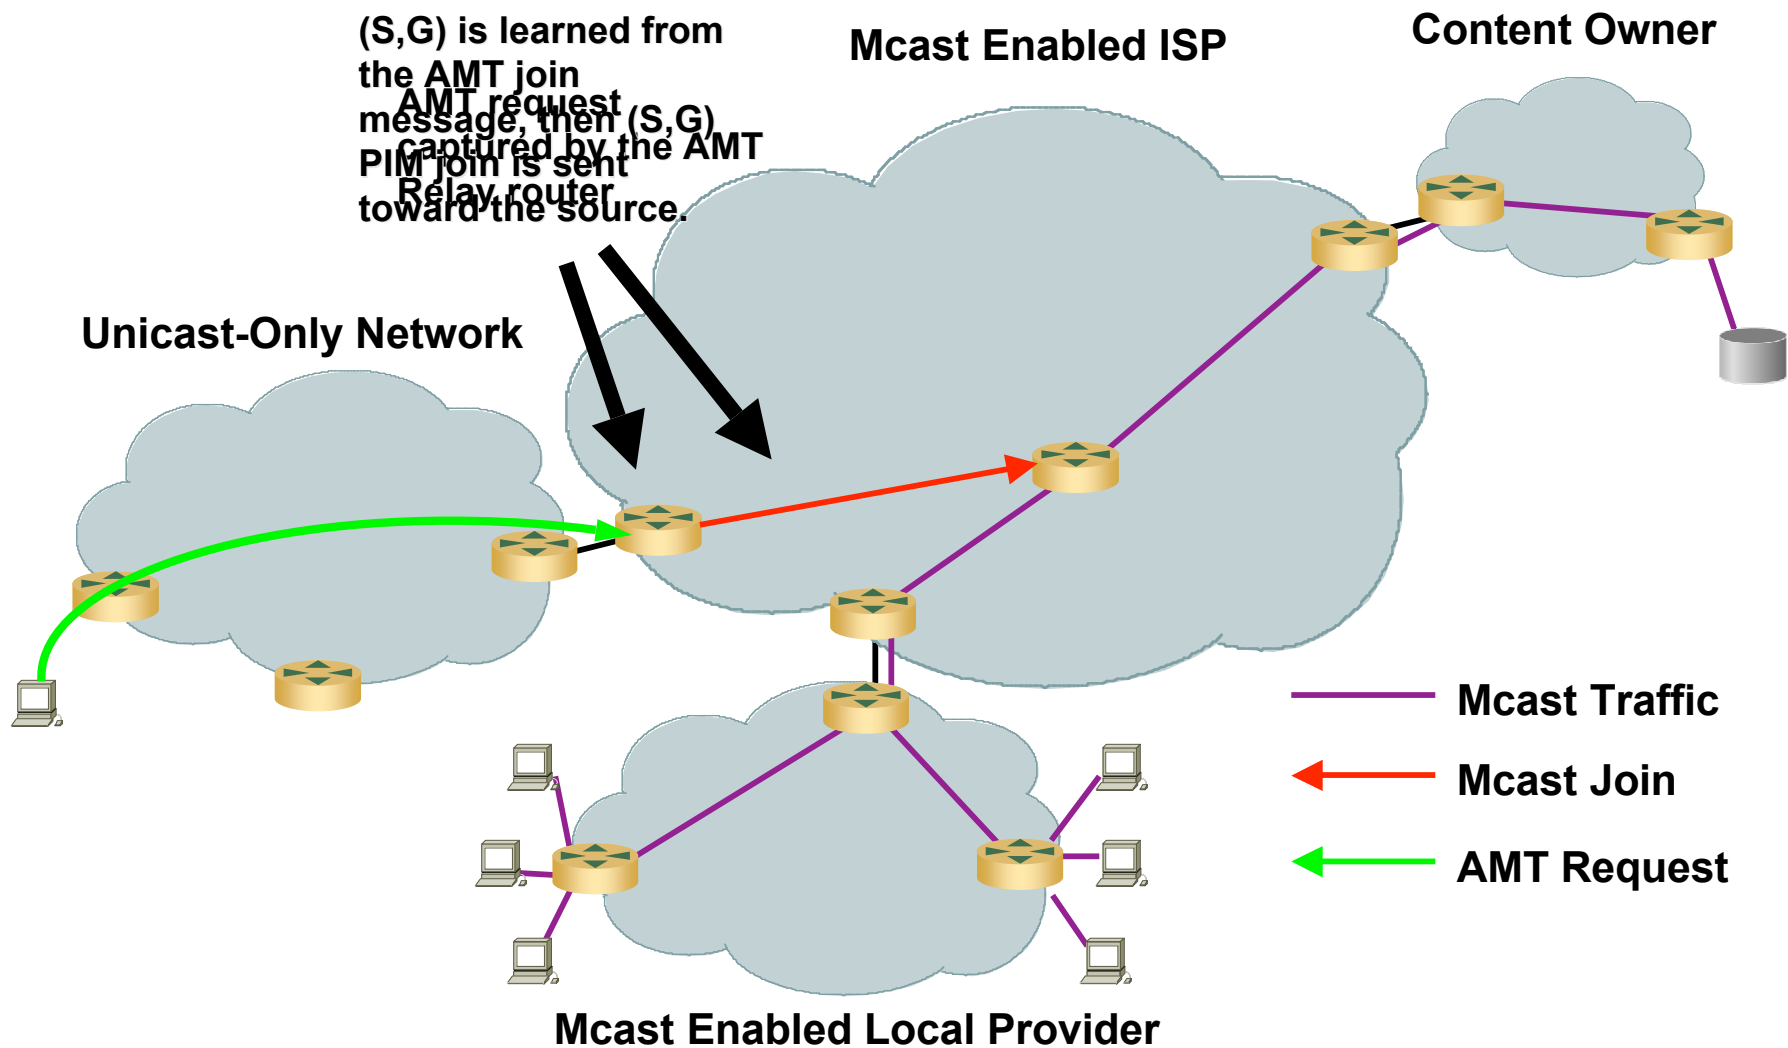 (S,G) is learned from
the AMT join
message, then (S,G)
PIM join is sent
toward the source.
AMT request
captured by the AMT
Relay router
Mcast Enabled ISP
Content Owner
Unicast-Only Network
Mcast Traffic
Mcast Join
AMT Request
Mcast Enabled Local Provider